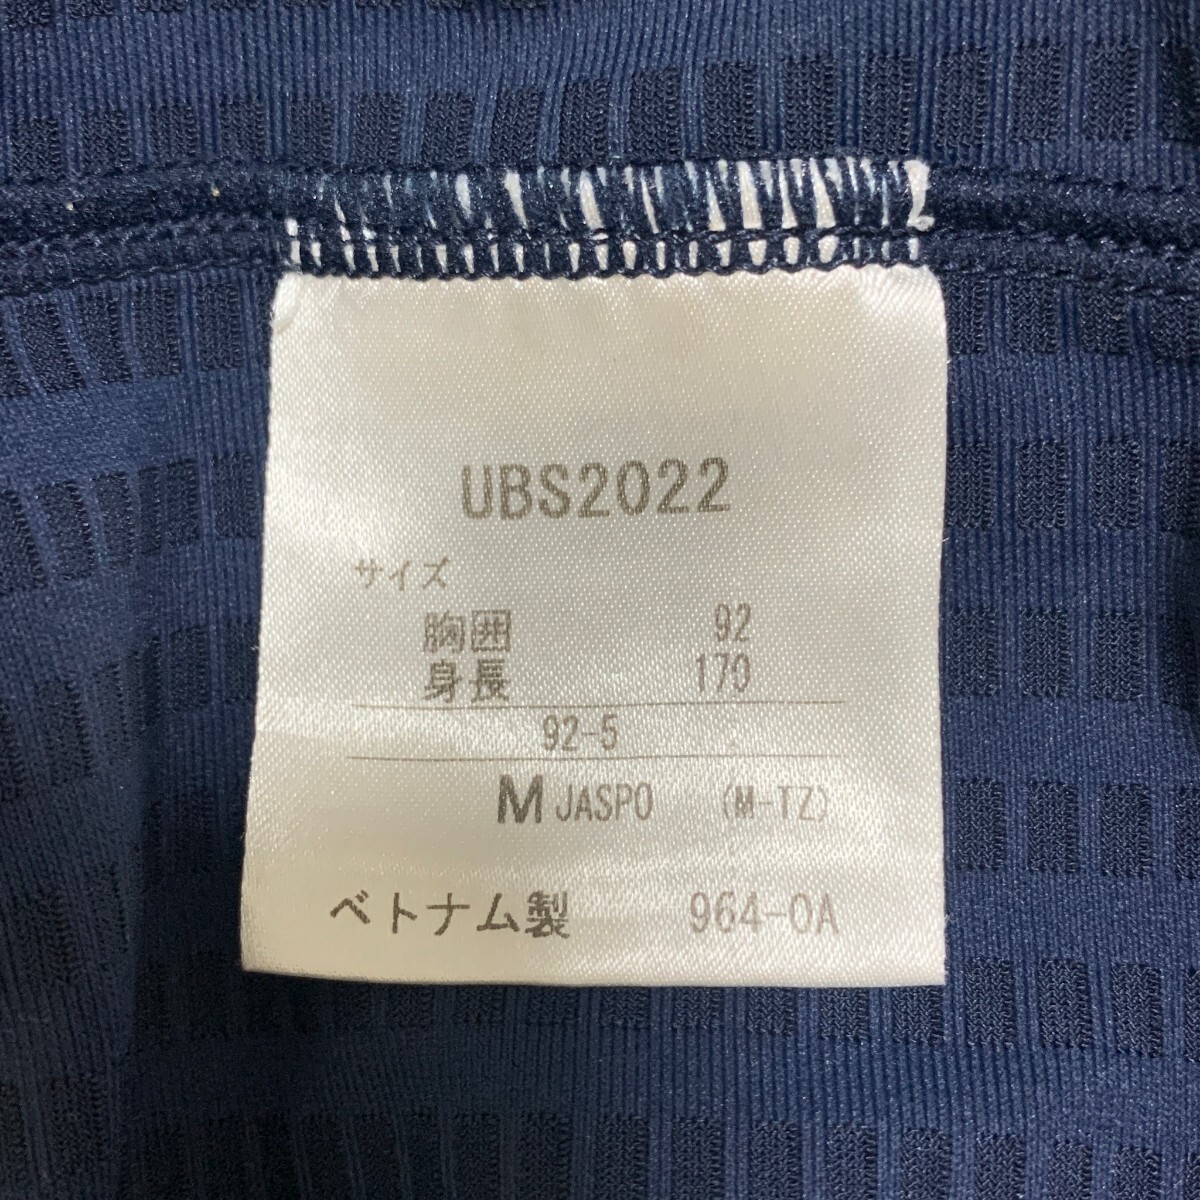 UBS2022
サイズ
胸囲 92
身長 170
92-5
M JASPO (M-TZ)
ベトナム製 964-0A